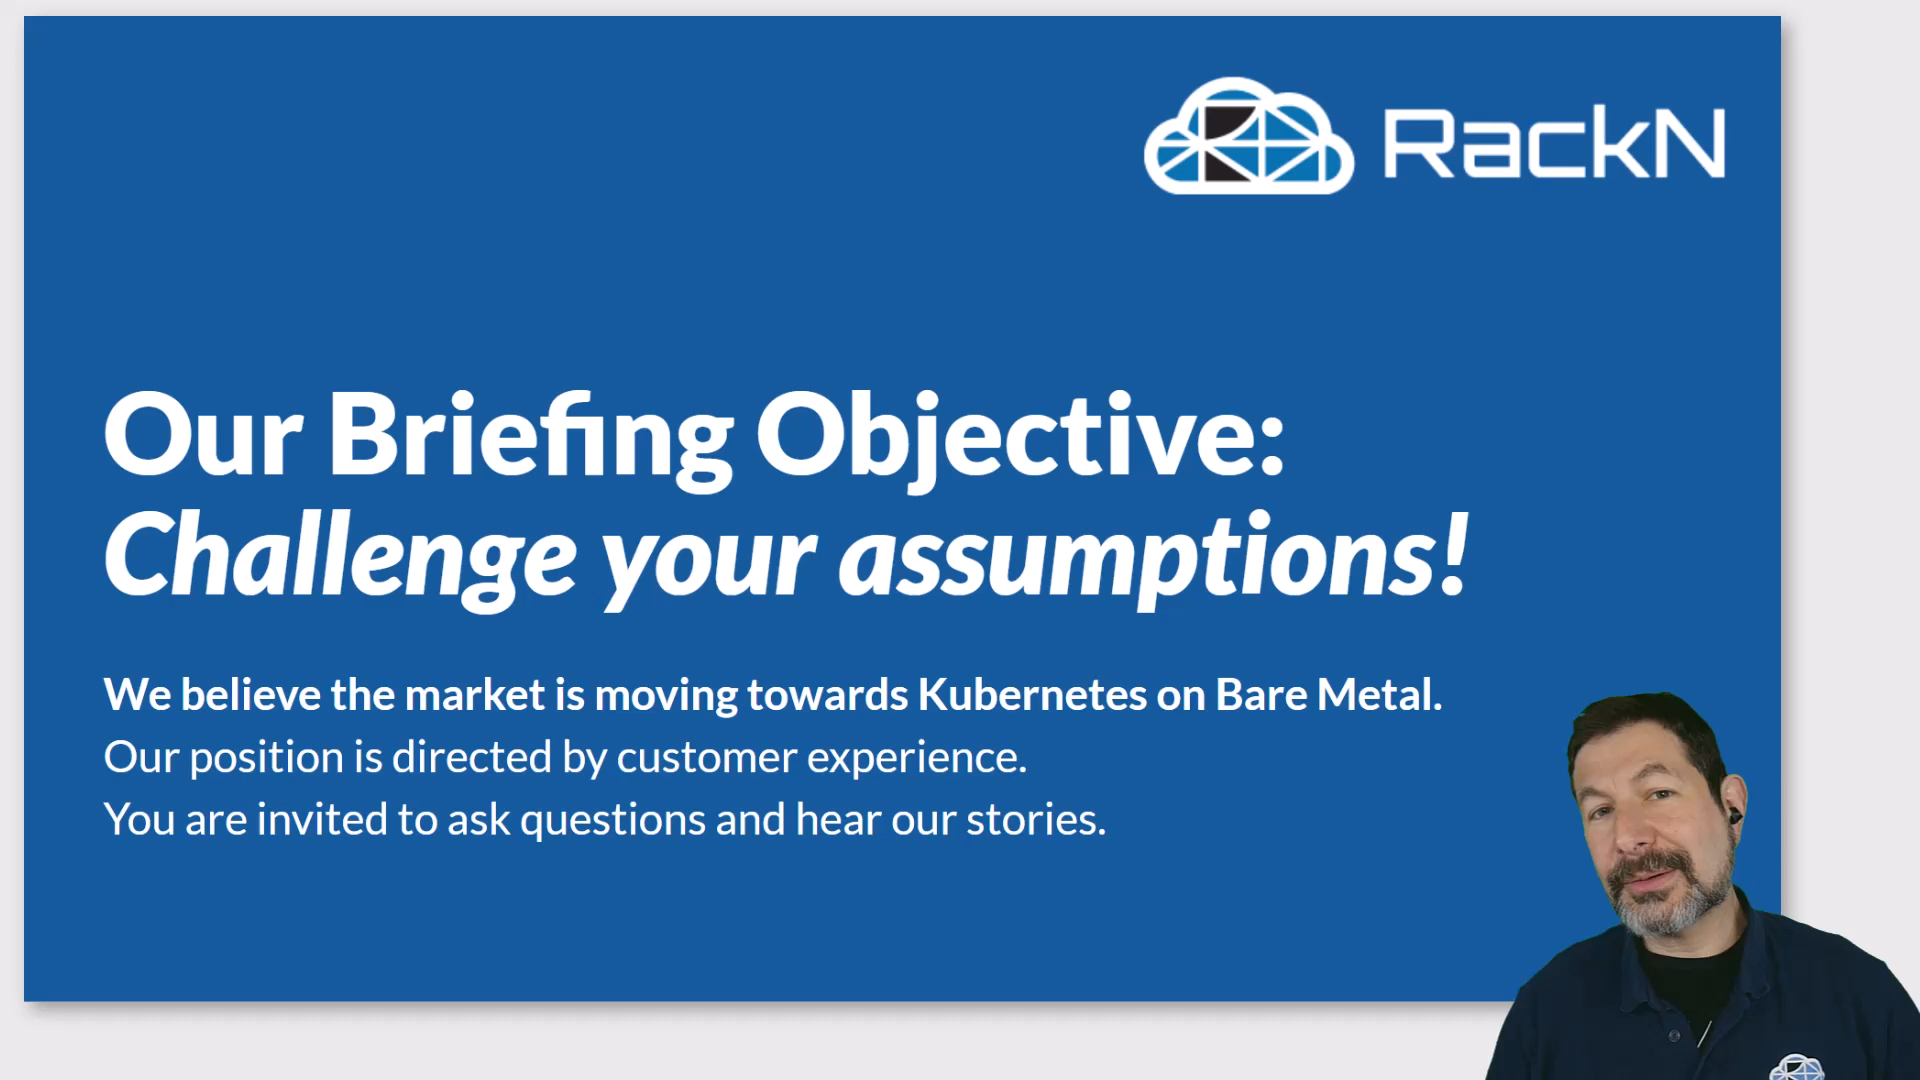 RackN
Our Briefing Objective:
Challenge your assumptions!
We believe the market is moving towards Kubernetes on Bare Metal.
Our position is directed by customer experience.
You are invited to ask questions and hear our stories.